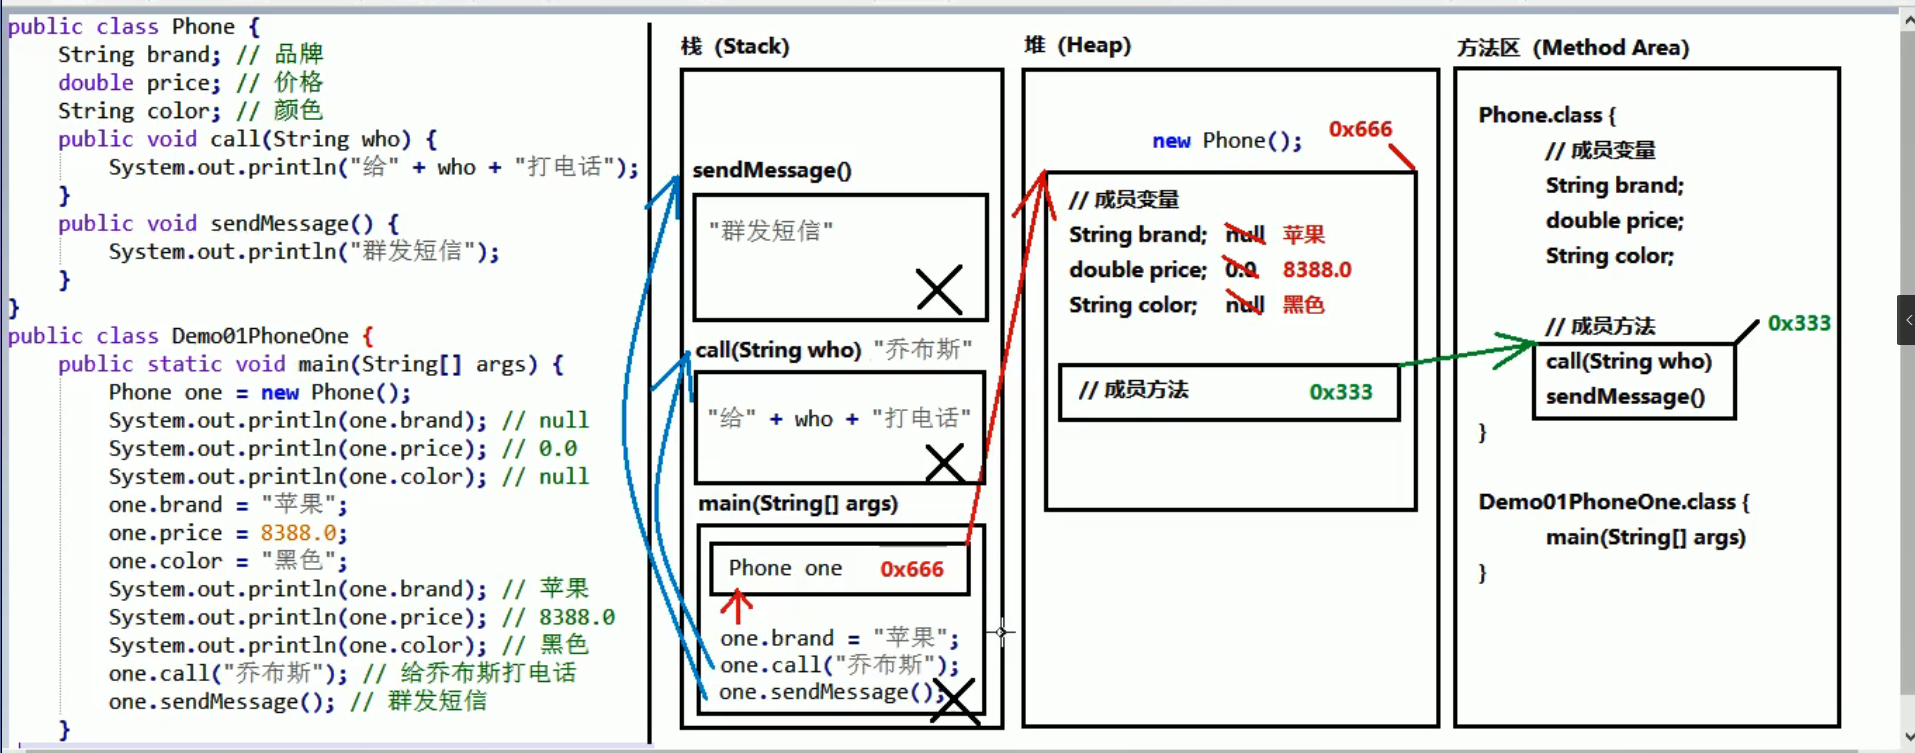 public class Phone {
String brand; // 品牌
double price; // 价格
String color; // 颜色
public void call(String who) {
System.out.println("给" + who + "打电话");
}
public void sendMessage() {
System.out.println("群发短信");
}
}
public class Demo01PhoneOne {
public static void main(String[] args) {
Phone one = new Phone();
System.out.println(one.brand); // null
System.out.println(one.price); // 0.0
System.out.println(one.color); // null
one.brand = "苹果";
one.price = 8388.0;
one.color = "黑色";
System.out.println(one.brand); // 苹果
System.out.println(one.price); // 8388.0
System.out.println(one.color); // 黑色
one.call("乔布斯"); // 给乔布斯打电话
one.sendMessage(); // 群发短信
}
栈 (Stack)
sendMessage()
"群发短信"
call(String who) "乔布斯"
"给" + who + "打电话"
main(String[] args)
Phone one 0x666
one.brand = "苹果";
one.call("乔布斯");
one.sendMessage();
堆 (Heap)
new Phone(); 0x666
// 成员变量
String brand; null 苹果
double price; 0.0 8388.0
String color; null 黑色
// 成员方法 0x333
方法区 (Method Area)
Phone.class {
// 成员变量
String brand;
double price;
String color;
// 成员方法 0x333
call(String who)
sendMessage()
}
Demo01PhoneOne.class {
main(String[] args)
}